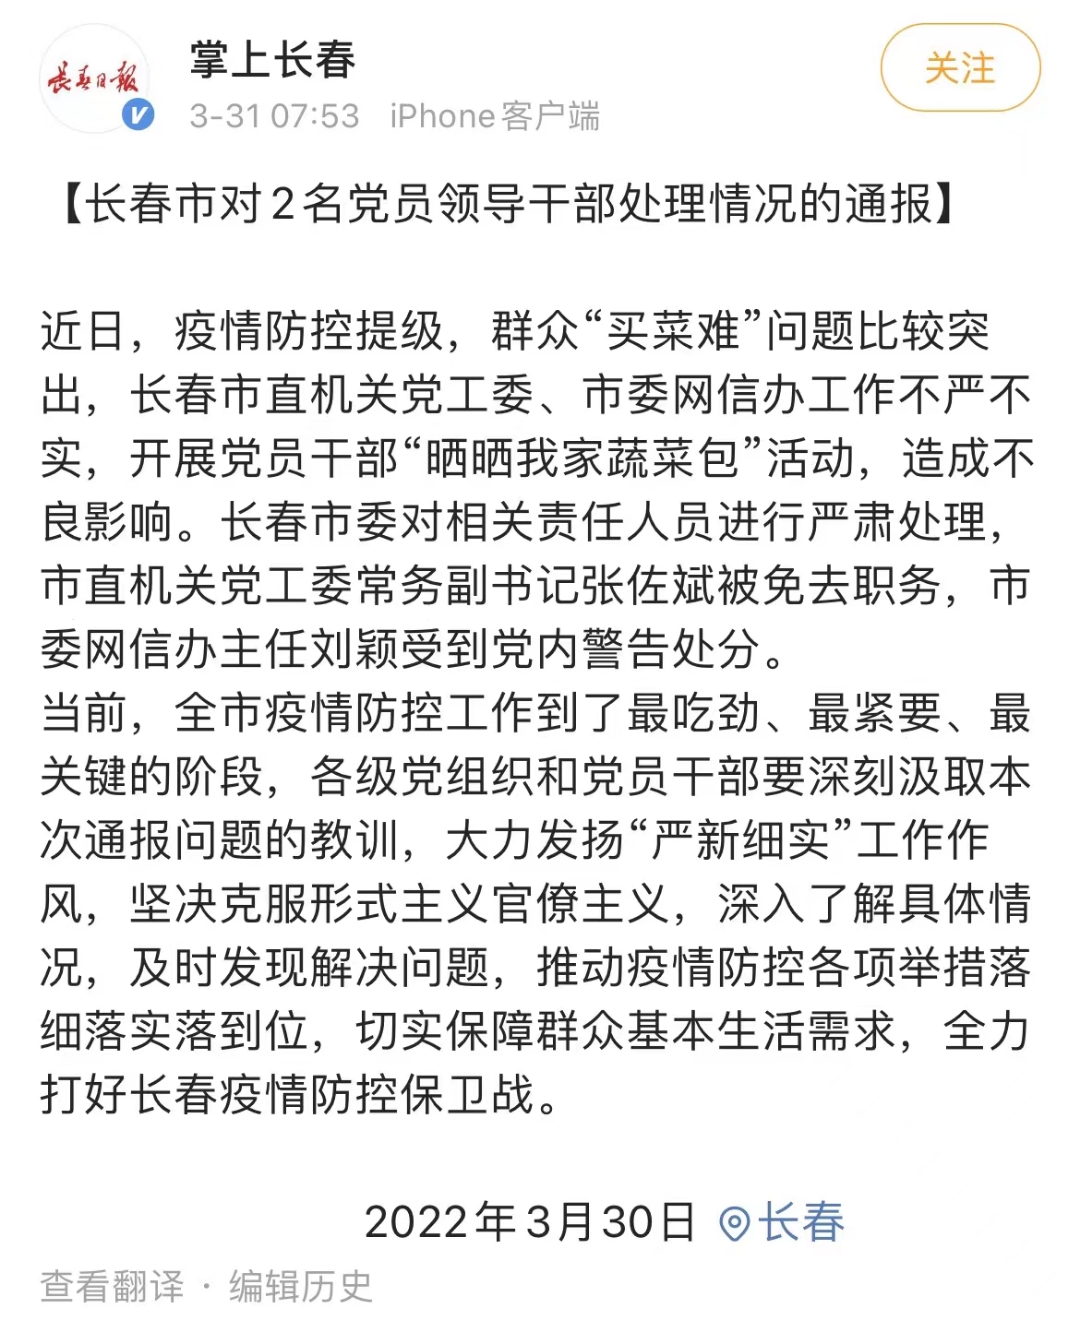 长春日报
掌上长春
关注
3-31 07:53 iPhone客户端
【长春市对2名党员领导干部处理情况的通报】
近日，疫情防控提级，群众“买菜难”问题比较突
出，长春市直机关党工委、市委网信办工作不严不
实，开展党员干部“晒晒我家蔬菜包”活动，造成不
良影响。长春市委对相关责任人员进行严肃处理，
市直机关党工委常务副书记张佐斌被免去职务，市
委网信办主任刘颖受到党内警告处分。
当前，全市疫情防控工作到了最吃劲、最紧要、最
关键的阶段，各级党组织和党员干部要深刻汲取本
次通报问题的教训，大力发扬“严新细实”工作作
风，坚决克服形式主义官僚主义，深入了解具体情
况，及时发现解决问题，推动疫情防控各项举措落
细落实落到位，切实保障群众基本生活需求，全力
打好长春疫情防控保卫战。
2022年3月30日 长春
查看翻译 · 编辑历史